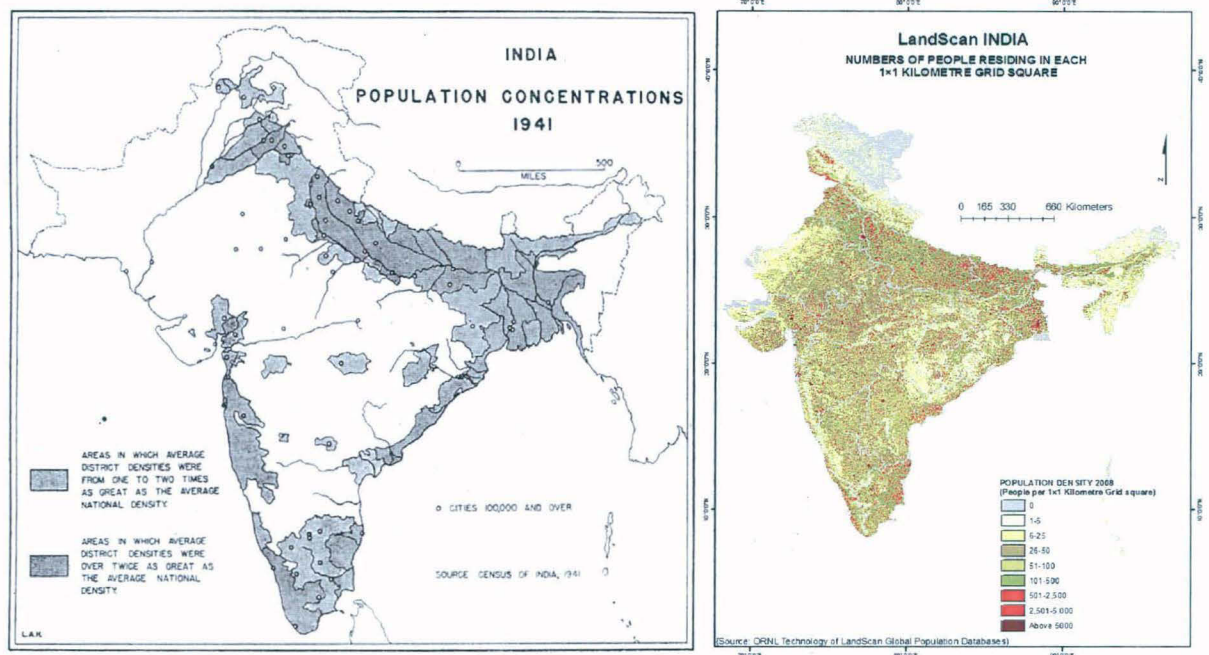 INDIA
POPULATION CONCENTRATIONS
1941
0 500
MILES
AREAS IN WHICH AVERAGE
DISTRICT DENSITIES WERE
FROM ONE TO TWO TIMES
AS GREAT AS THE AVERAGE
NATIONAL DENSITY.
AREAS IN WHICH AVERAGE
DISTRICT DENSITIES WERE
OVER TWICE AS GREAT AS
THE AVERAGE NATIONAL
DENSITY.
CITIES 100,000 AND OVER
SOURCE CENSUS OF INDIA, 1941
L.A.H.
LandScan INDIA
NUMBERS OF PEOPLE RESIDING IN EACH
1×1 KILOMETRE GRID SQUARE
0 165 330 660 Kilometers
POPULATION DENSITY 2008
(People per 1×1 Kilometre Grid square)
0
1-5
6-25
26-50
51-100
101-500
501-2,500
2,501-5,000
Above 5000
(Source: ORNL Technology of LandScan Global Population Databases)